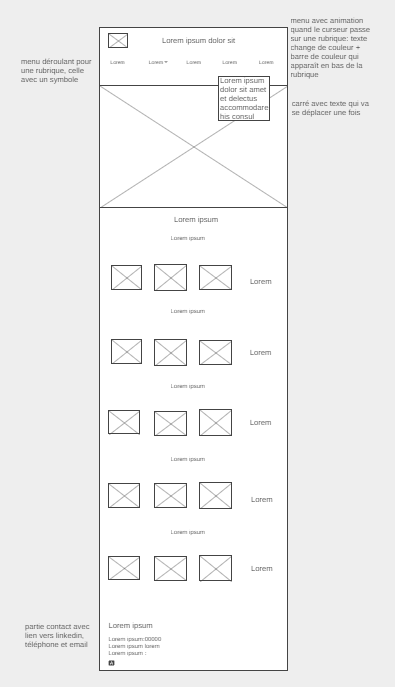 menu avec animation
quand le curseur passe
sur une rubrique: texte
change de couleur +
barre de couleur qui
apparaît en bas de la
rubrique
Lorem ipsum dolor sit
menu déroulant pour
une rubrique, celle
avec un symbole
Lorem Lorem Lorem Lorem Lorem
Lorem ipsum
dolor sit amet
et delectus
accommodare
his consul
carré avec texte qui va
se déplacer une fois
Lorem ipsum
Lorem ipsum
Lorem
Lorem ipsum
Lorem
Lorem ipsum
Lorem
Lorem ipsum
Lorem
Lorem ipsum
Lorem
partie contact avec
lien vers linkedin,
téléphone et email
Lorem ipsum
Lorem ipsum:00000
Lorem ipsum lorem
Lorem ipsum :